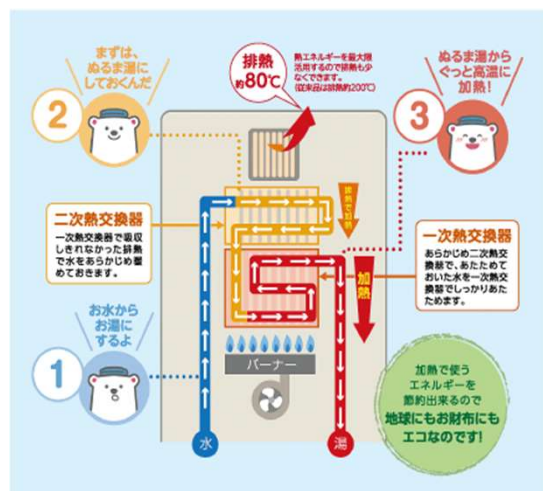 まずは、
ぬるま湯に
しておくんだ
2
排熱
約80℃
熱エネルギーを最大限
活用するので排熱も少
なくできます。
(従来品は排熱約200℃)
ぬるま湯から
ぐっと高温に
加熱!
3
二次熱交換器
一次熱交換器で吸収
しきれなかった排熱
で水をあらかじめ暖
めておきます。
排熱で加熱
一次熱交換器
あらかじめ二次熱交
換器で、あたためて
おいた水を一次熱交
換器でしっかりあた
ためます。
加熱
お水から
お湯に
するよ
1
バーナー
水
湯
加熱で使う
エネルギーを
節約出来るので
地球にもお財布にも
エコなのです!